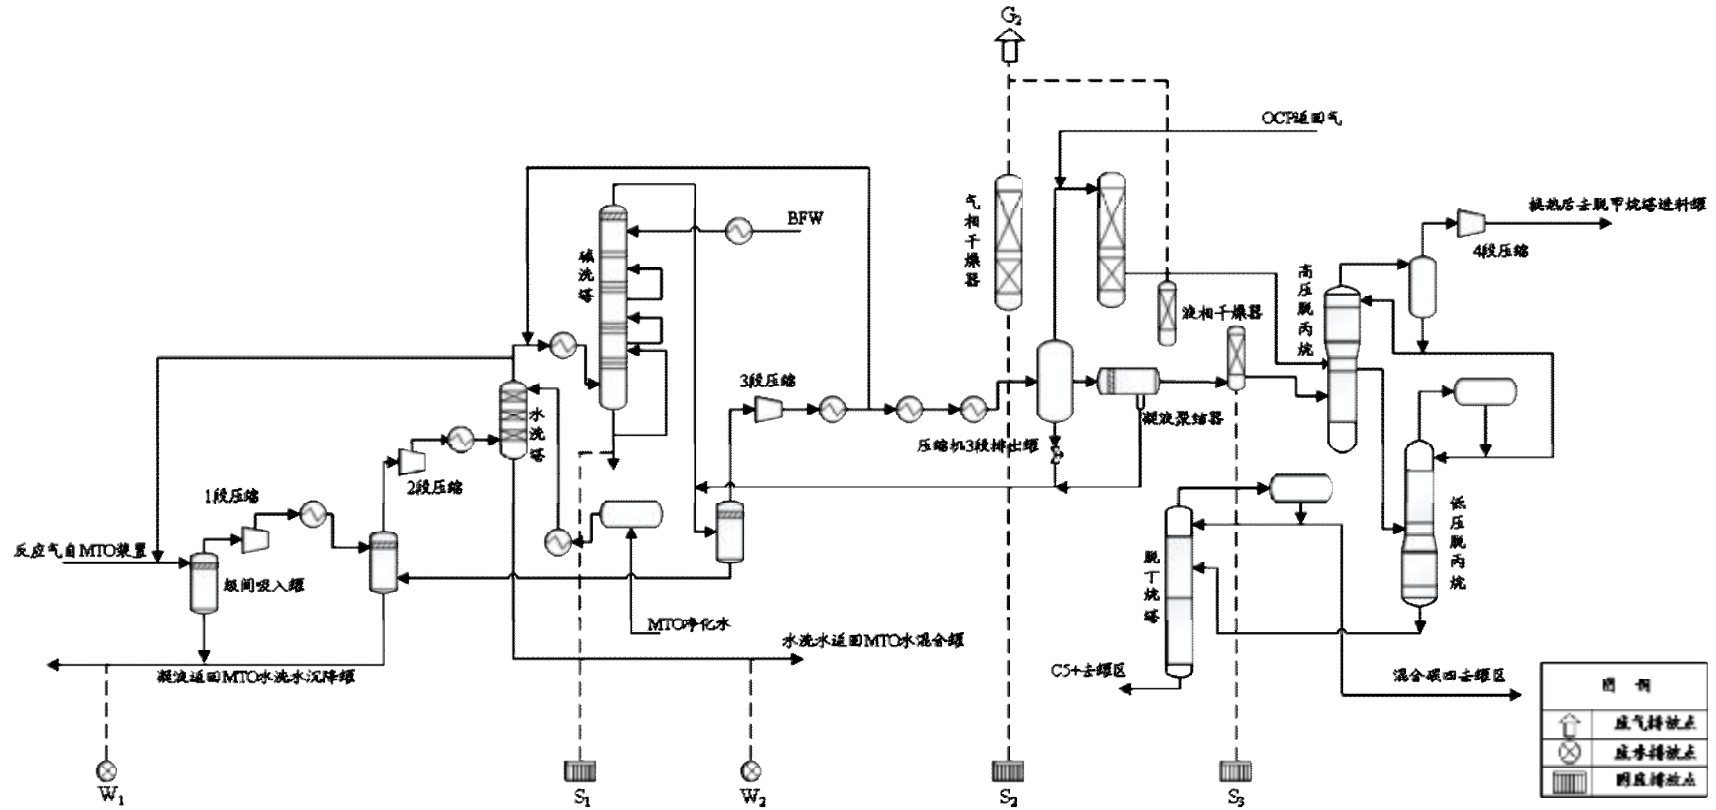 G₂
OCP返回气
气相干燥器
换热后去脱甲烷塔进料罐
BFW
4段压缩
碱洗塔
高压脱丙烷
液相干燥器
3段压缩
水洗塔
凝液聚结器
压缩机3段排出罐
2段压缩
1段压缩
低压脱丙烷
反应气自MTO装置
级间吸入罐
脱丁烷塔
MTO净化水
水洗水返回MTO水混合罐
凝液返回MTO水洗水沉降罐
C5+去罐区
混合碳四去罐区
图 例
废气排放点
废水排放点
固废排放点
W₁
S₁
W₂
S₂
S₃